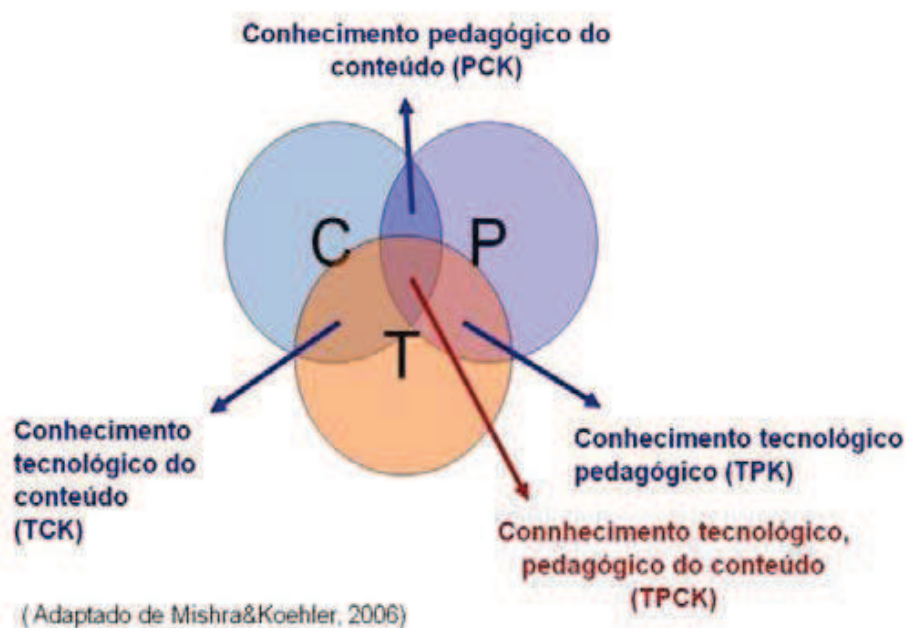 Conhecimento pedagógico do
conteúdo (PCK)
C
P
T
Conhecimento
tecnológico do
conteúdo
(TCK)
Conhecimento tecnológico
pedagógico (TPK)
Connhecimento tecnológico,
pedagógico do conteúdo
(TPCK)
( Adaptado de Mishra&Koehler, 2006)